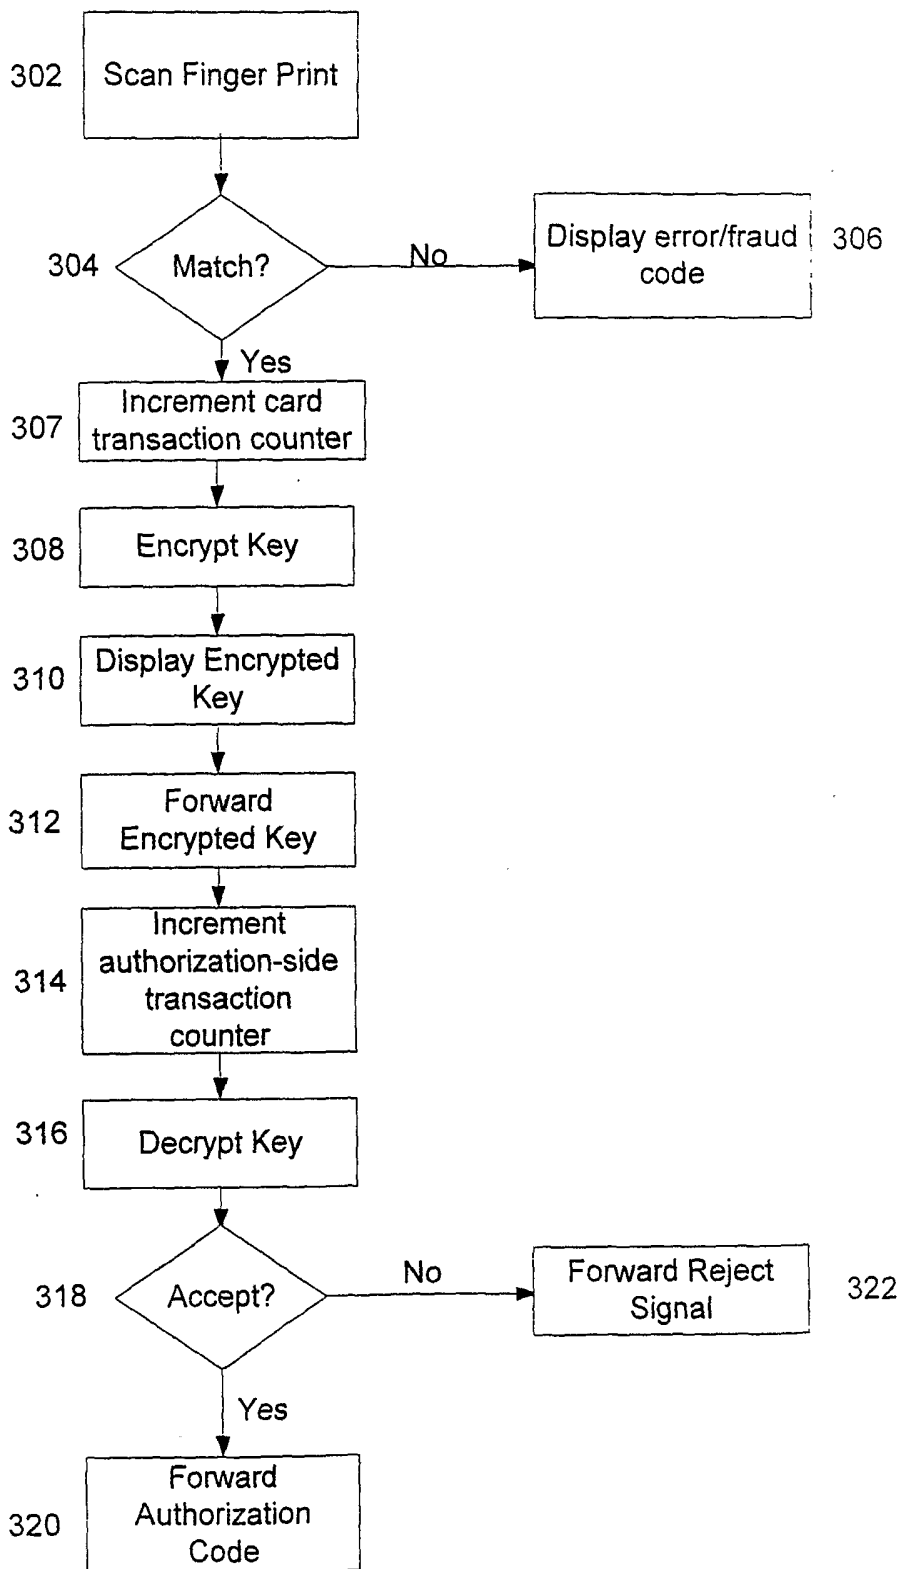 302 Scan Finger Print
304 Match?
No
Display error/fraud
code
306
Yes
307
Increment card
transaction counter
308 Encrypt Key
310
Display Encrypted
Key
312
Forward
Encrypted Key
314
Increment
authorization-side
transaction
counter
316
Decrypt Key
318 Accept?
No
Forward Reject
Signal
322
Yes
320
Forward
Authorization
Code